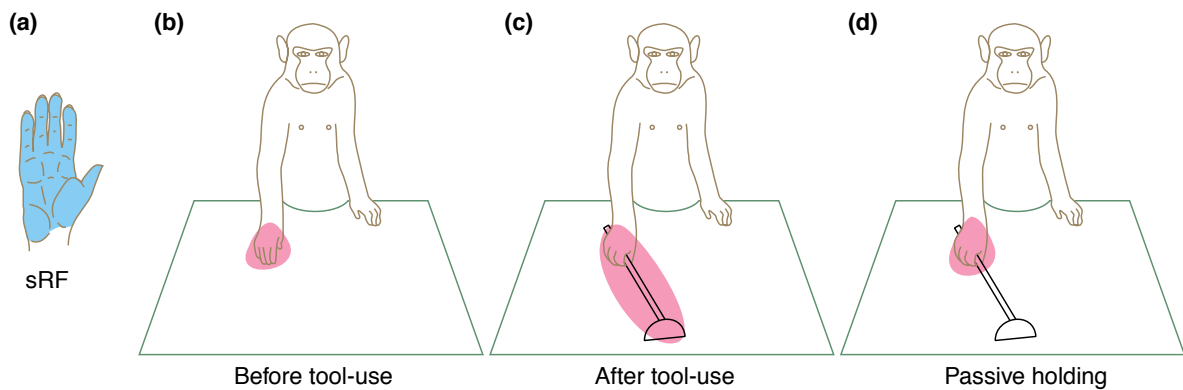 (a)
(b)
(c)
(d)
sRF
Before tool-use
After tool-use
Passive holding